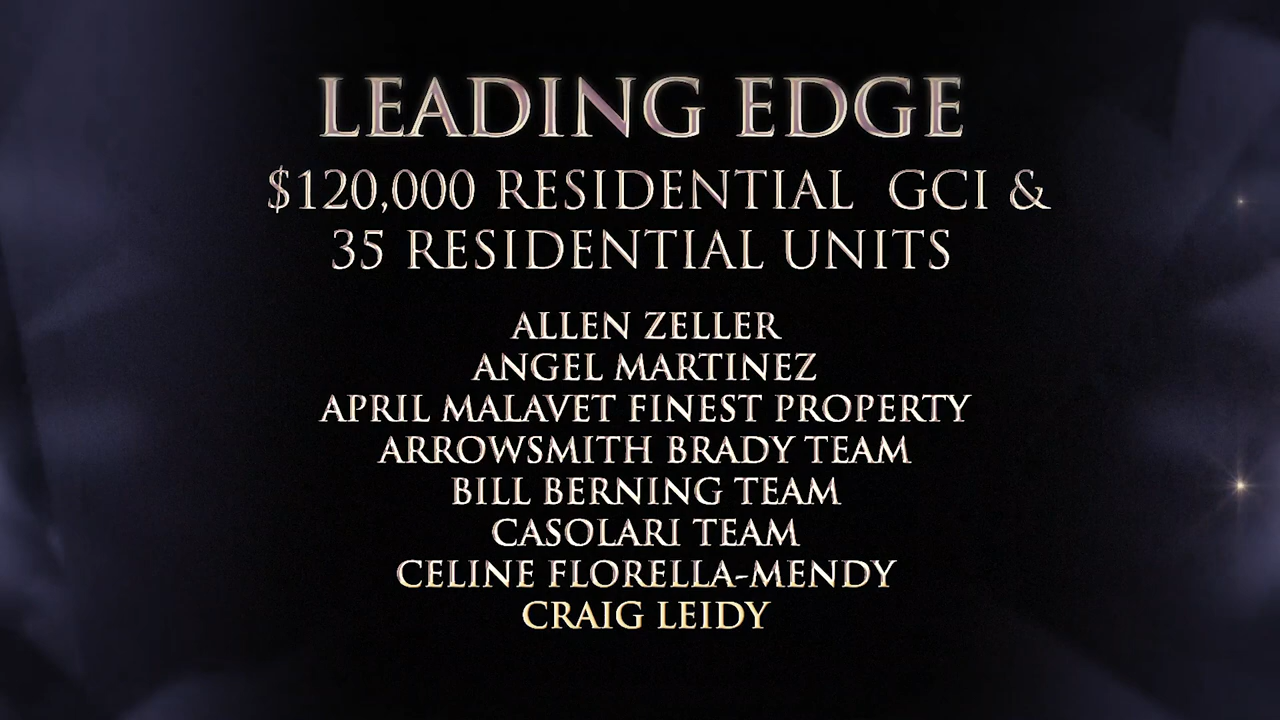 LEADING EDGE
$120,000 RESIDENTIAL GCI &
35 RESIDENTIAL UNITS
ALLEN ZELLER
ANGEL MARTINEZ
APRIL MALAVET FINEST PROPERTY
ARROWSMITH BRADY TEAM
BILL BERNING TEAM
CASOLARI TEAM
CELINE FLORELLA-MENDY
CRAIG LEIDY